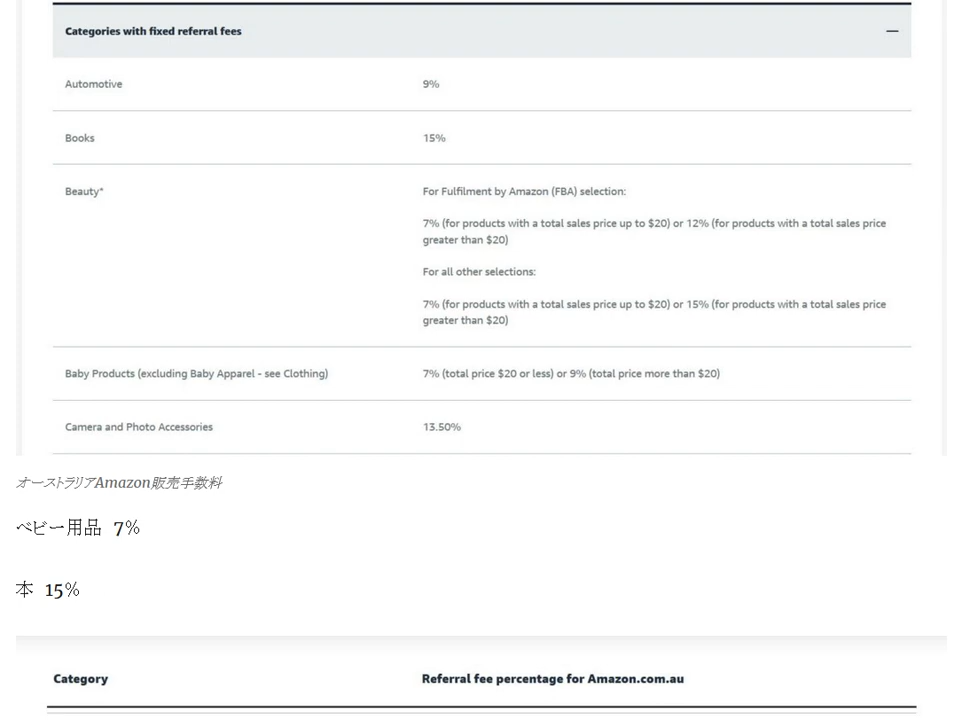 Categories with fixed referral fees
Automotive 9%
Books 15%
Beauty* For Fulfilment by Amazon (FBA) selection:
7% (for products with a total sales price up to $20) or 12% (for products with a total sales price
greater than $20)
For all other selections:
7% (for products with a total sales price up to $20) or 15% (for products with a total sales price
greater than $20)
Baby Products (excluding Baby Apparel - see Clothing) 7% (total price $20 or less) or 9% (total price more than $20)
Camera and Photo Accessories 13.50%
オーストラリアAmazon販売手数料
ベビー用品 7%
本 15%
Category Referral fee percentage for Amazon.com.au